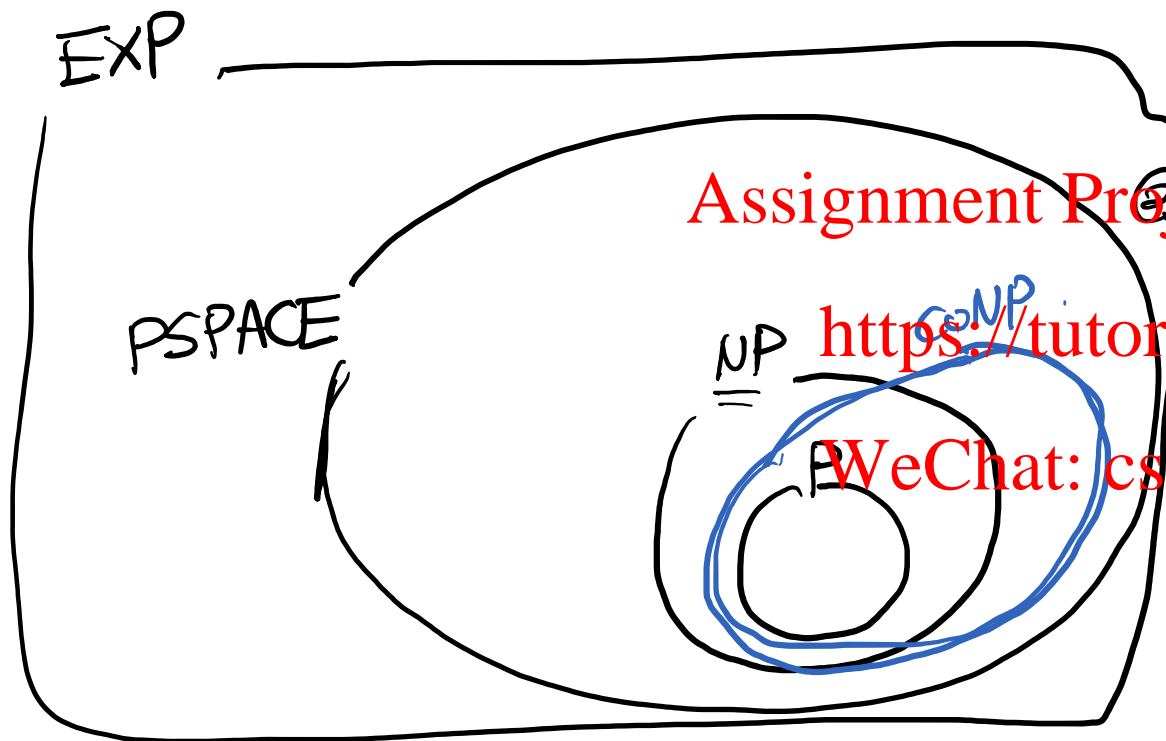 EXP
Assignment Pro
PSPACE
coNP
NP
https://tutor
P
WeChat: cs